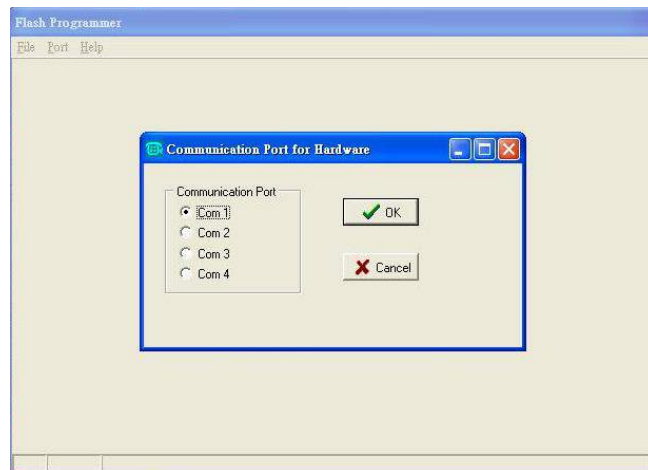 Flash Programmer
File Port Help
Communication Port for Hardware
Communication Port
Com 1
OK
Com 2
Com 3
Com 4
Cancel